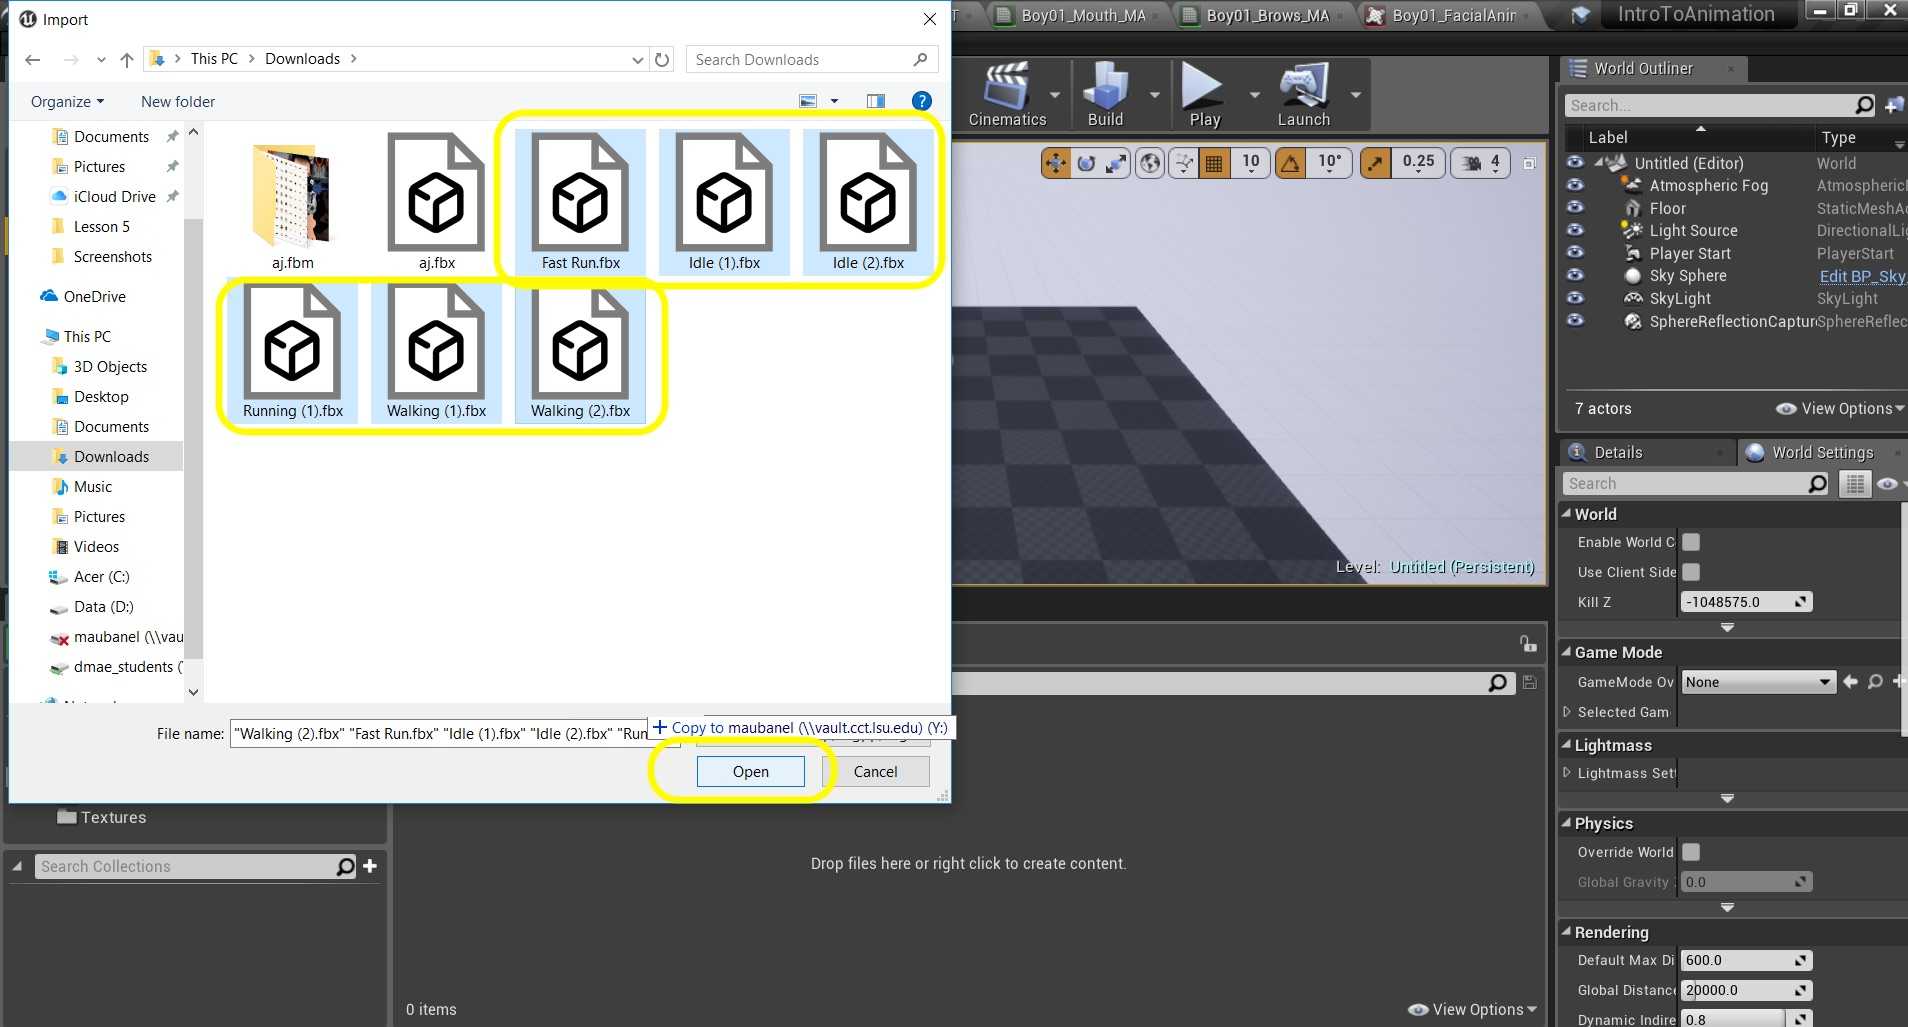 Import
This PC > Downloads >
Search Downloads
Organize
New folder
Documents
Pictures
iCloud Drive
Lesson 5
Screenshots
OneDrive
This PC
3D Objects
Desktop
Documents
Downloads
Music
Pictures
Videos
Acer (C:)
Data (D:)
maubanel (\\vau
dmae_students (
aj.fbm
aj.fbx
Fast Run.fbx
Idle (1).fbx
Idle (2).fbx
Running (1).fbx
Walking (1).fbx
Walking (2).fbx
File name:
"Walking (2).fbx" "Fast Run.fbx" "Idle (1).fbx" "Idle (2).fbx" "Run
+ Copy to maubanel (\\vault.cct.lsu.edu) (Y:)
Open
Cancel
Boy01_Mouth_MA
Boy01_Brows_MA
Boy01_FacialAnir
IntroToAnimation
Cinematics
Build
Play
Launch
10
10°
0.25
4
Level: Untitled (Persistent)
World Outliner
Search...
Label
Type
Untitled (Editor)
World
Atmospheric Fog
Atmospheric
Floor
StaticMeshA
Light Source
DirectionalLi
Player Start
PlayerStart
Sky Sphere
Edit BP_Sky
SkyLight
SkyLight
SphereReflectionCaptur
SphereReflec
7 actors
View Options
Details
World Settings
Search
World
Enable World C
Use Client Side
Kill Z
-1048575.0
Game Mode
GameMode Ov
None
Selected Gam
Lightmass
Lightmass Set
Physics
Override World
Global Gravity
0.0
Rendering
Default Max Di
600.0
Global Distance
20000.0
Dynamic Indire
0.8
Textures
Search Collections
Drop files here or right click to create content.
0 items
View Options